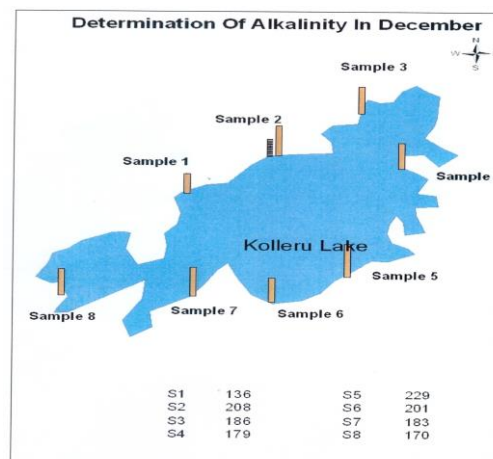 Determination Of Alkalinity In December
N
W
S
Sample 3
Sample 2
Sample 1
Sample
Kolleru Lake
Sample 5
Sample 7
Sample 6
Sample 8
S1 136 S5 229
S2 208 S6 201
S3 186 S7 183
S4 179 S8 170